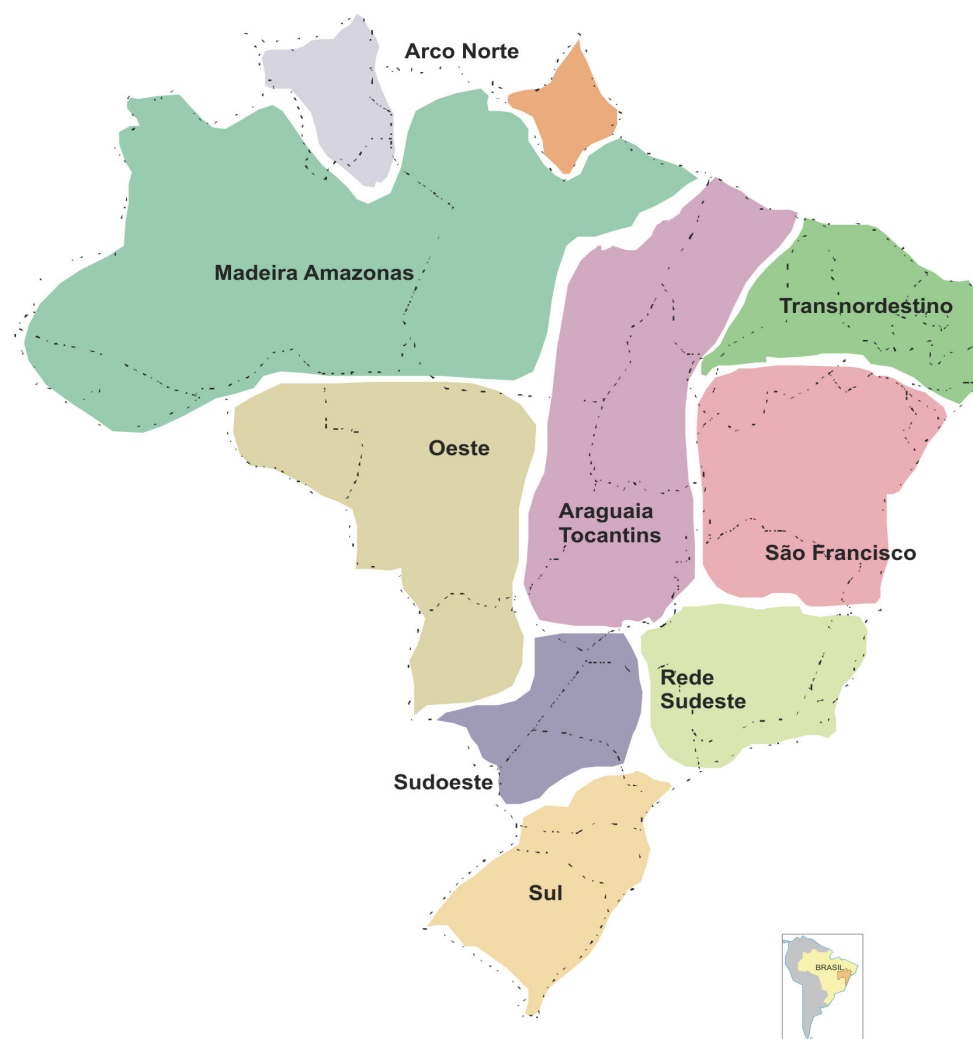 Arco Norte
Madeira Amazonas
Transnordestino
Oeste
Araguaia
Tocantins
São Francisco
Rede
Sudeste
Sudoeste
Sul
BRASIL